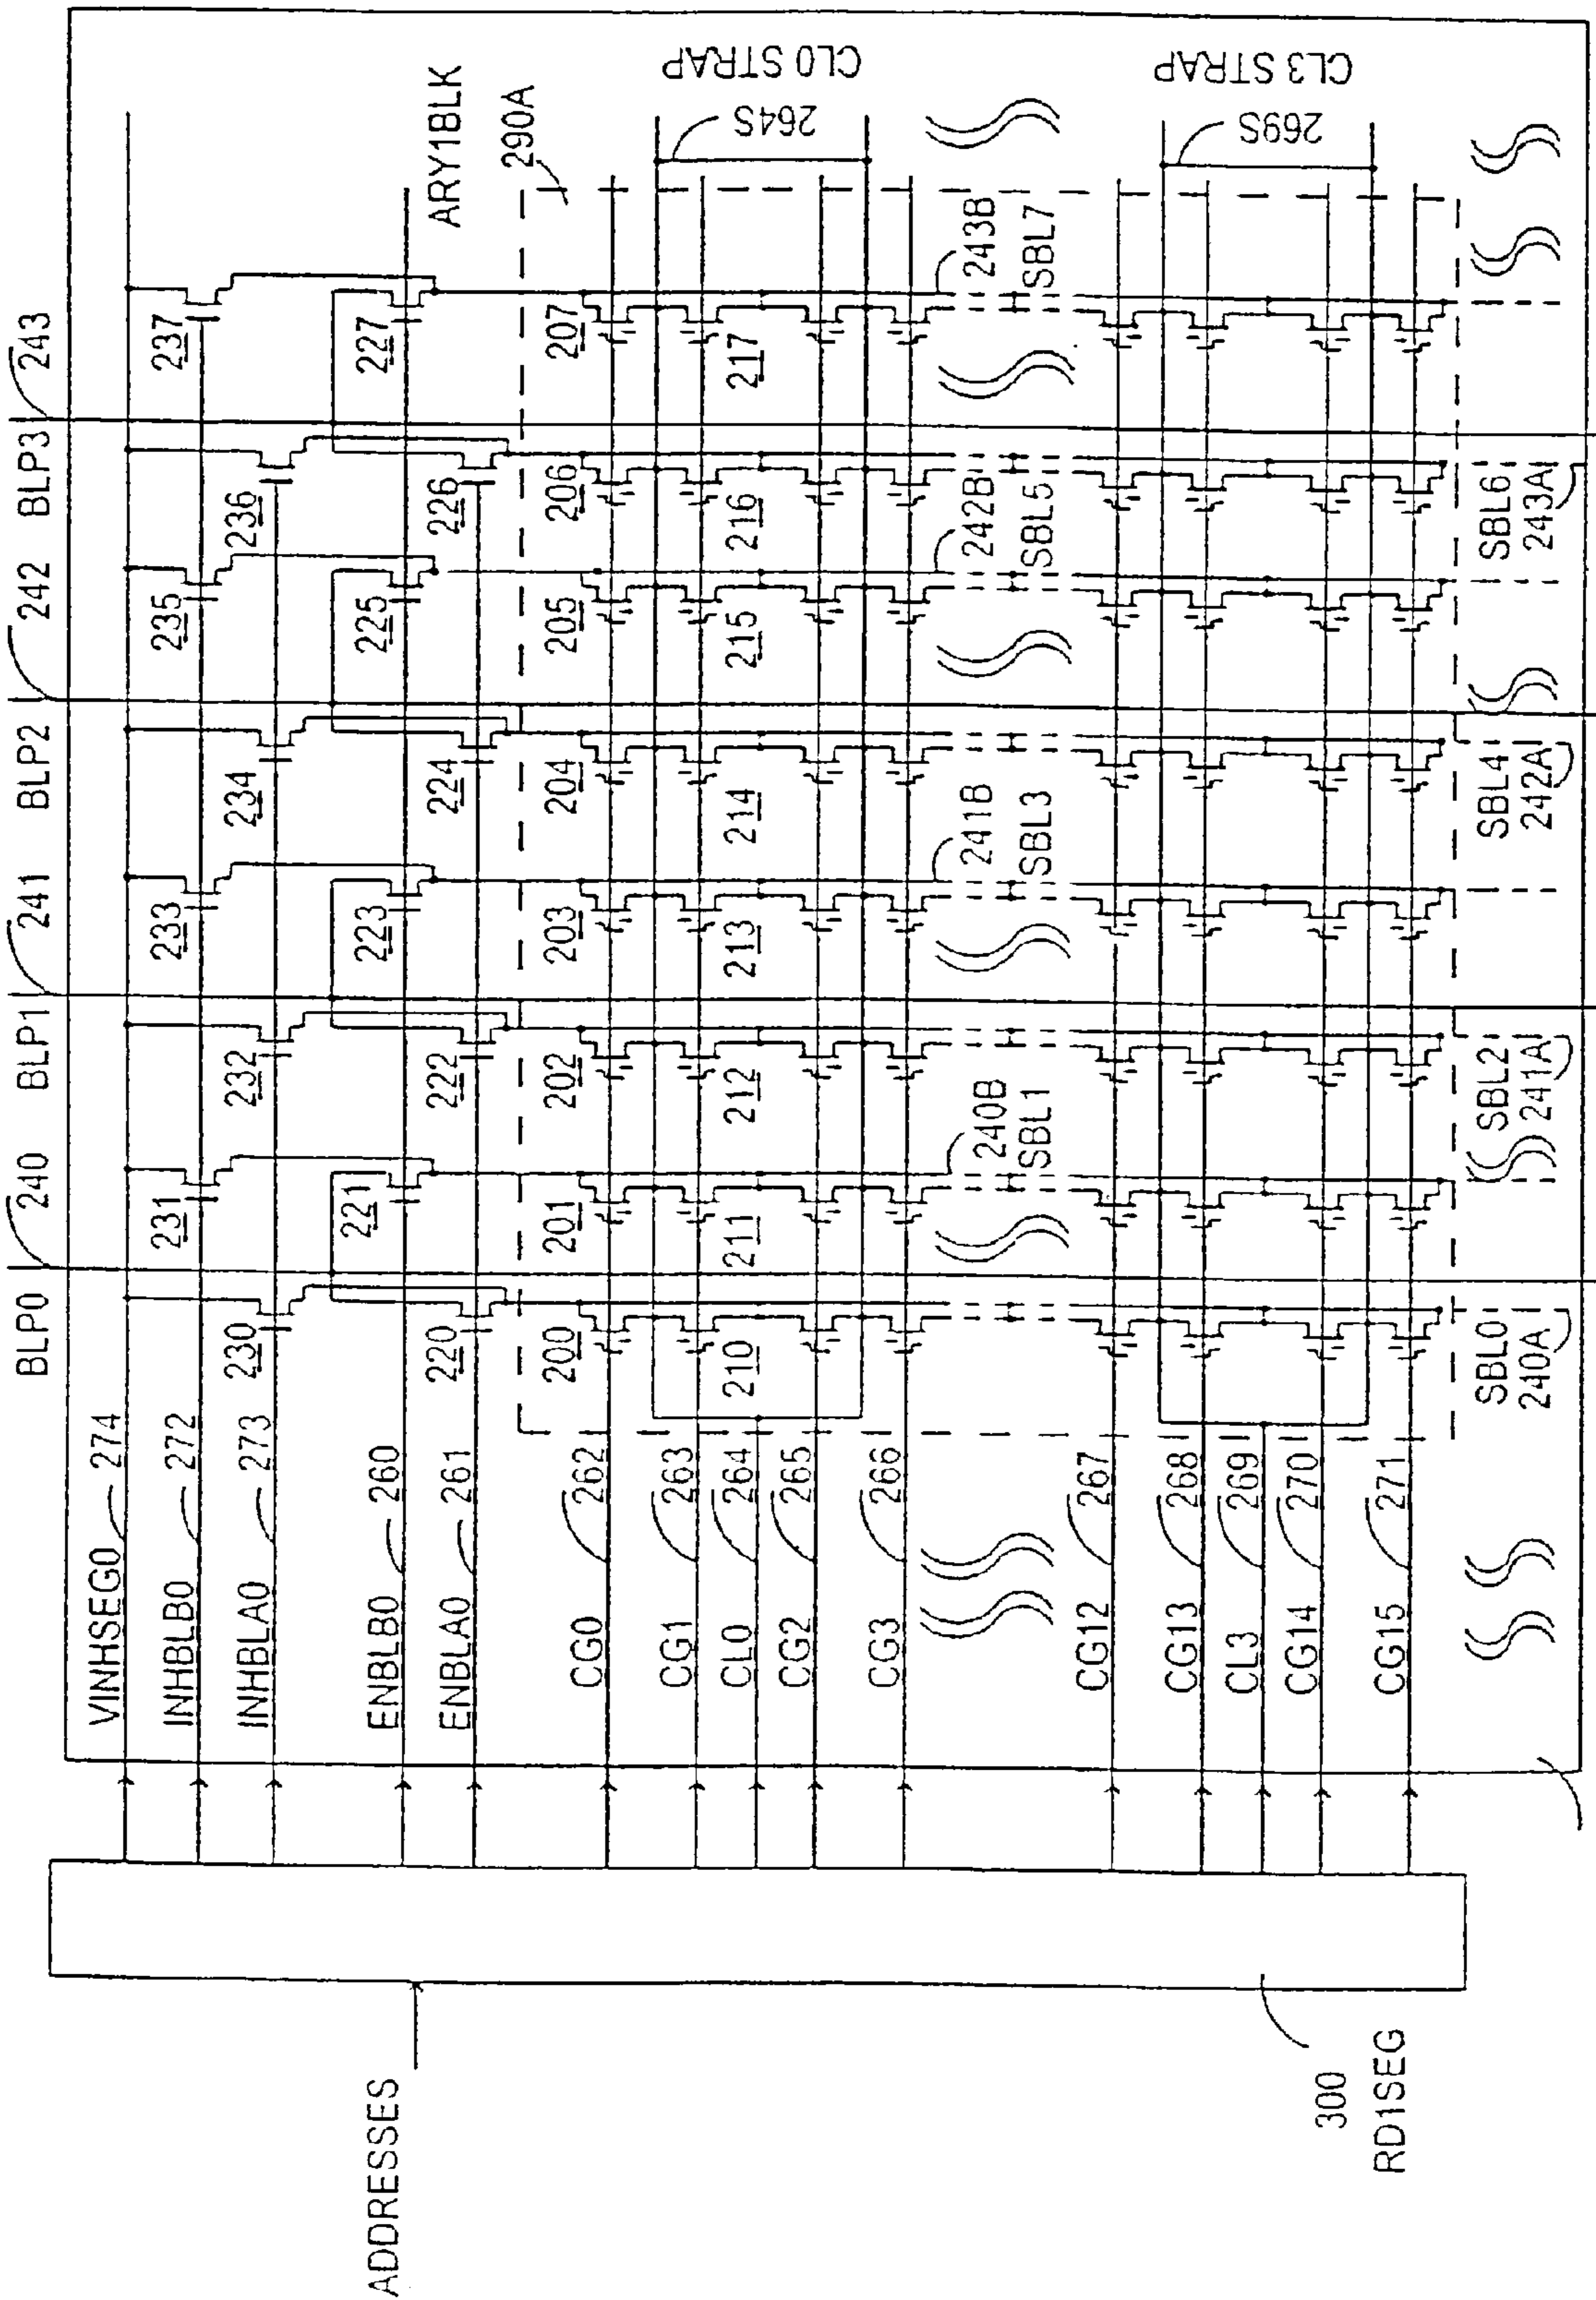 BLP0 240 BLP1 241 BLP2 242 BLP3 243
VINHSEG0 274
INHBLB0 272 231 233 235 237
INHBLA0 273 230 232 234 236
ENBLB0 260 221 223 225 227
ENBLA0 261 220 222 224 226
ARY1BLK
290A
CG0 262 200 201 202 203 204 205 206 207
CG1 263
CL0 264 210 211 212 213 214 215 216 217
CG2 265
CG3 266
264S
CL0 STRAP
240B 241B 242B 243B
SBL1 SBL3 SBL5 SBL7
CG12 267
CG13 268
CL3 269
CG14 270
CG15 271
269S
CL3 STRAP
SBL0 SBL2 SBL4 SBL6
240A 241A 242A 243A
ADDRESSES
300
RD1SEG